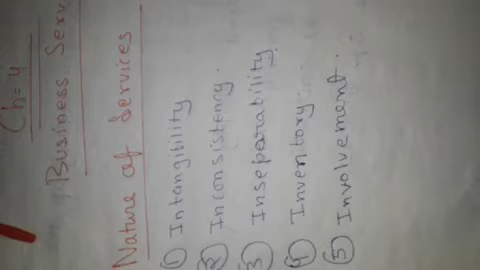 Ch=4
Business Serv
Nature of Services
① Intangibility
② Inconsistency.
③ Inseparability
④ Inventory.
⑤ Involvement.